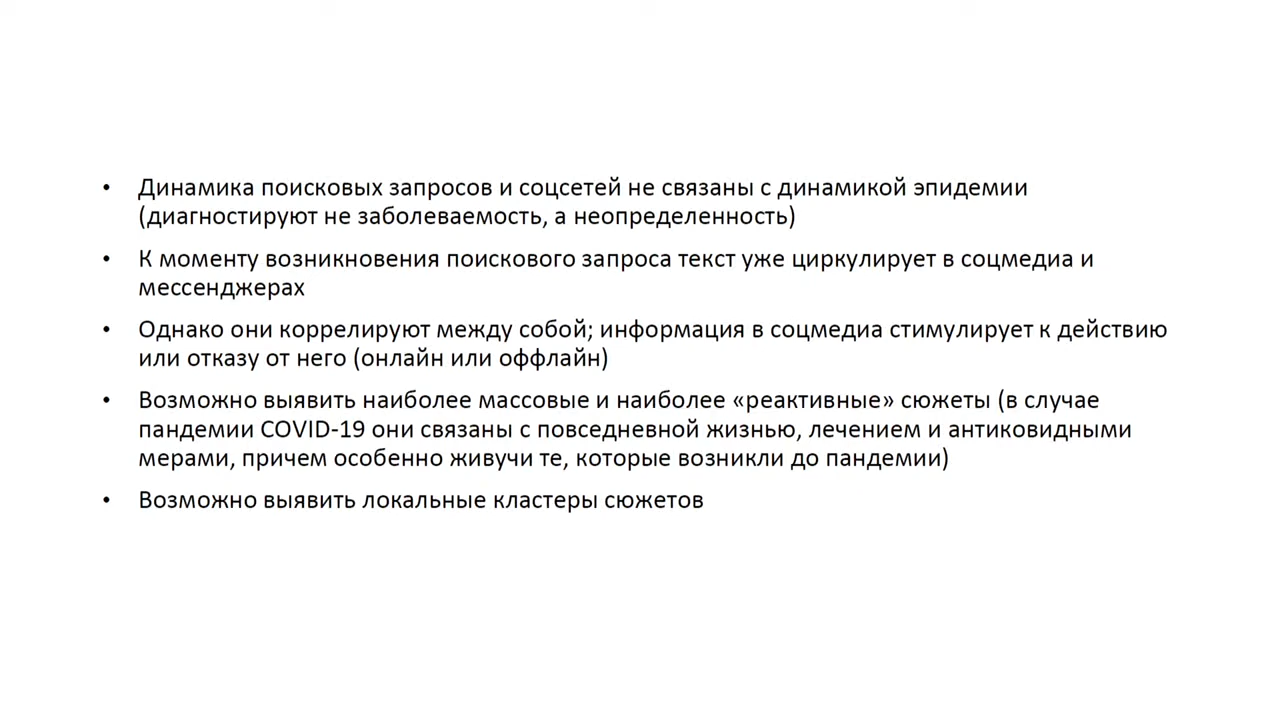 • Динамика поисковых запросов и соцсетей не связаны с динамикой эпидемии
(диагностируют не заболеваемость, а неопределенность)
• К моменту возникновения поискового запроса текст уже циркулирует в соцмедиа и
мессенджерах
• Однако они коррелируют между собой; информация в соцмедиа стимулирует к действию
или отказу от него (онлайн или оффлайн)
• Возможно выявить наиболее массовые и наиболее «реактивные» сюжеты (в случае
пандемии COVID-19 они связаны с повседневной жизнью, лечением и антиковидными
мерами, причем особенно живучи те, которые возникли до пандемии)
• Возможно выявить локальные кластеры сюжетов